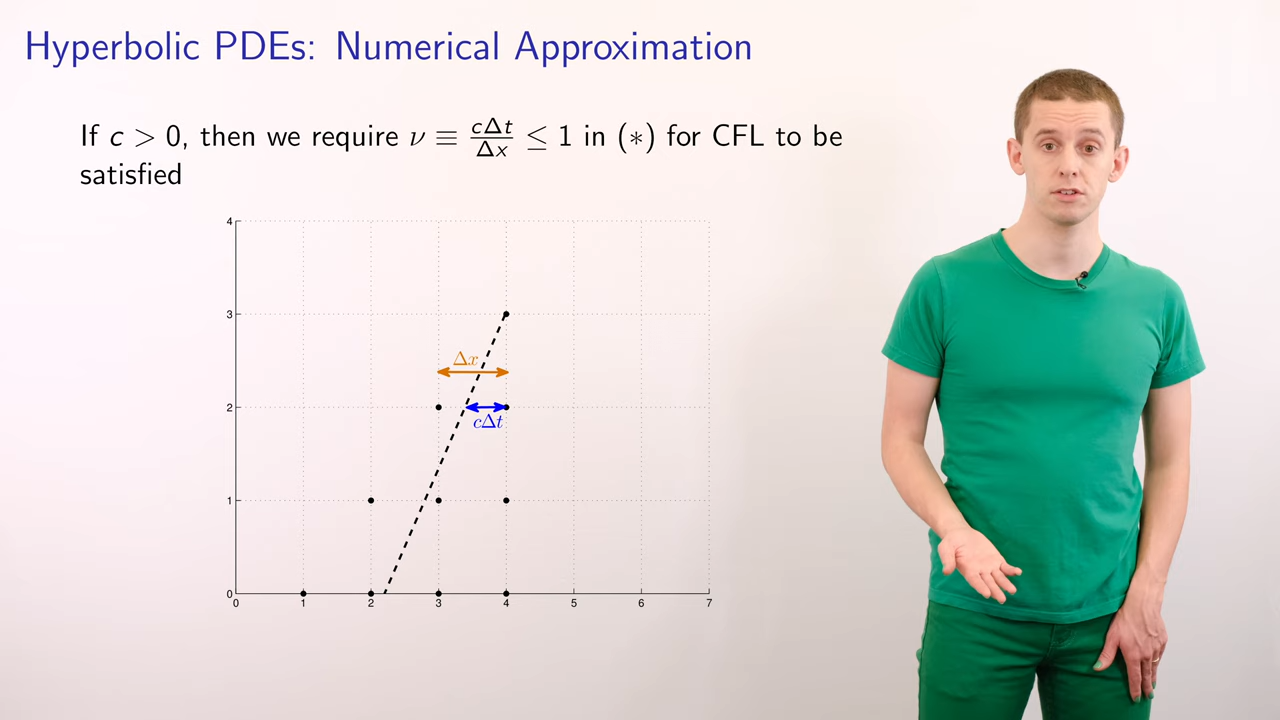 Hyperbolic PDEs: Numerical Approximation
If c > 0, then we require ν ≡ cΔt/Δx ≤ 1 in (∗) for CFL to be
satisfied
4
3
Δx
2
cΔt
1
0
0 1 2 3 4 5 6 7